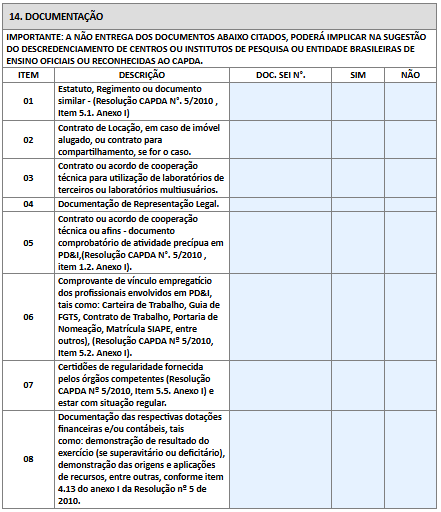 14. DOCUMENTAÇÃO
IMPORTANTE: A NÃO ENTREGA DOS DOCUMENTOS ABAIXO CITADOS, PODERÁ IMPLICAR NA SUGESTÃO
DO DESCREDENCIAMENTO DE CENTROS OU INSTITUTOS DE PESQUISA OU ENTIDADE BRASILEIRAS DE
ENSINO OFICIAIS OU RECONHECIDAS AO CAPDA.
ITEM DESCRIÇÃO DOC. SEI Nº. SIM NÃO
01 Estatuto, Regimento ou documento
similar - (Resolução CAPDA N°. 5/2010 ,
Item 5.1. Anexo I)
02 Contrato de Locação, em caso de imóvel
alugado, ou contrato para
compartilhamento, se for o caso.
03 Contrato ou acordo de cooperação
técnica para utilização de laboratórios de
terceiros ou laboratórios multiusuários.
04 Documentação de Representação Legal.
05 Contrato ou acordo de cooperação
técnica ou afins - documento
comprobatório de atividade precípua em
PD&I,(Resolução CAPDA N°. 5/2010 ,
item 1.2. Anexo I).
06 Comprovante de vínculo empregatício
dos profissionais envolvidos em PD&I,
tais como: Carteira de Trabalho, Guia de
FGTS, Contrato de Trabalho, Portaria de
Nomeação, Matrícula SIAPE, entre
outros), (Resolução CAPDA Nº 5/2010,
Item 5.2. Anexo I).
07 Certidões de regularidade fornecida
pelos órgãos competentes (Resolução
CAPDA Nº 5/2010, Item 5.5. Anexo I) e
estar com situação regular.
08 Documentação das respectivas dotações
financeiras e/ou contábeis, tais
como: demonstração de resultado do
exercício (se superavitário ou deficitário),
demonstração das origens e aplicações
de recursos, entre outras, conforme item
4.13 do anexo I da Resolução nº 5 de
2010.